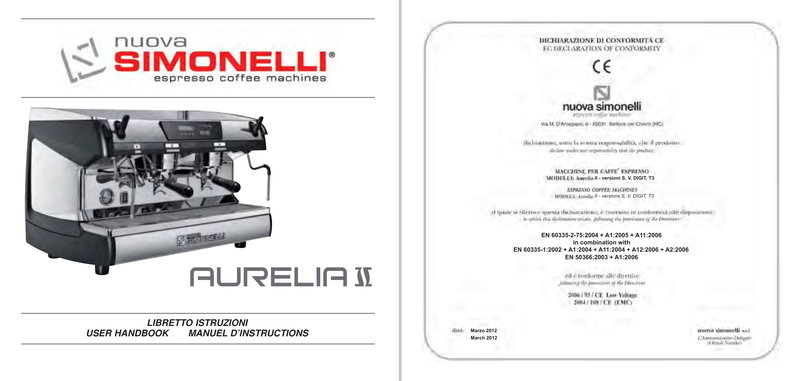 nuova
SIMONELLI®
espresso coffee machines
SIMONELLI
AURELIA II
LIBRETTO ISTRUZIONI
USER HANDBOOK MANUEL D'INSTRUCTIONS
DICHIARAZIONE DI CONFORMITÀ CE
EC DECLARATION OF CONFORMITY
CE
nuova simonelli
espresso coffee machines
Via M. D'Antegiano, 6 - 62031 Belforte del Chienti (MC)
dichiariamo, sotto la nostra responsabilità, che il prodotto:
declare under our responsibility that the product:
MACCHINE PER CAFFE' ESPRESSO
MODELLI: Aurelia II - versioni S, V, DIGIT, T3
ESPRESSO COFFEE MACHINES
MODELS: Aurelia II - versions S, V, DIGIT, T3
al quale si riferisce questa dichiarazione, è costruito in conformità alle disposizioni:
to which this declaration relates, following the provisions of the Directives:
EN 60335-2-75:2004 + A1:2005 + A11:2006
in combination with
EN 60335-1:2002 + A1:2004 + A11:2004 + A12:2006 + A2:2006
EN 50366:2003 + A1:2006
ed è conforme alle direttive
following the provisions of the Directives
2006 / 95 / CE Low Voltage
2004 / 108 / CE (EMC)
data: Marzo 2012
March 2012
nuova simonelli s.r.l.
L'Amministratore Delegato
(Ottavi Nando)